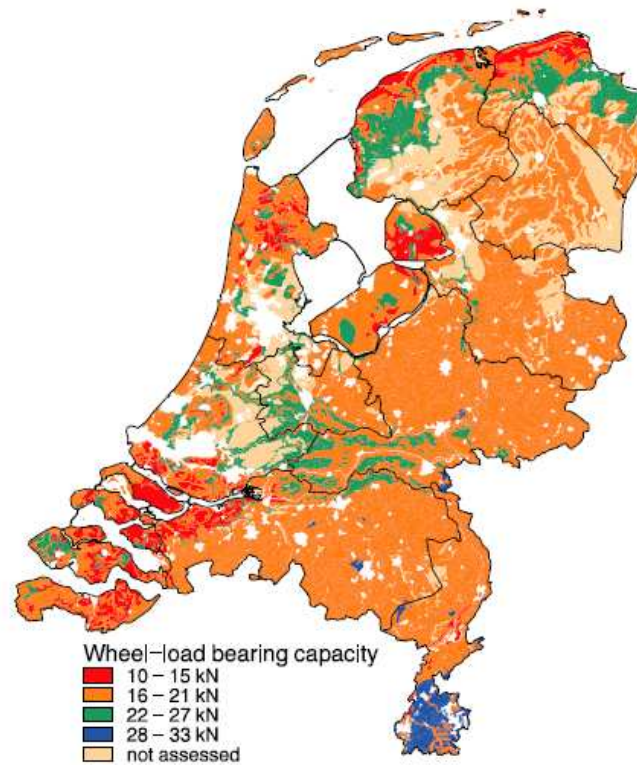 Wheel-load bearing capacity
10 – 15 kN
16 – 21 kN
22 – 27 kN
28 – 33 kN
not assessed